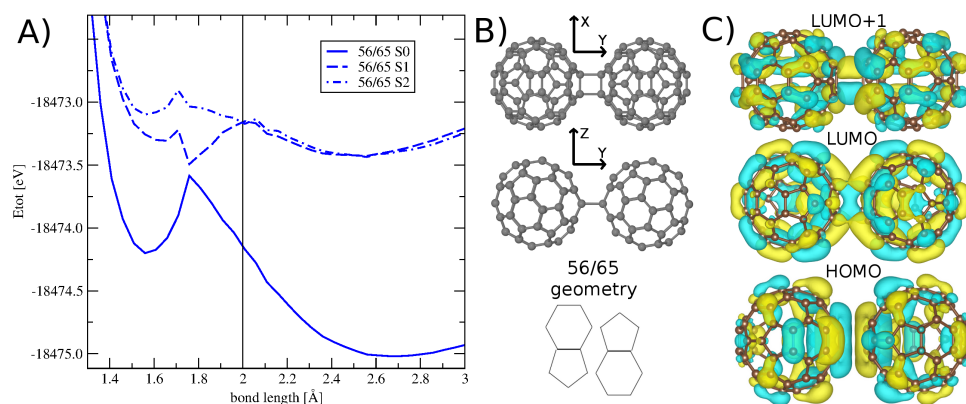 A)
Etot [eV]
-18473.0
-18473.5
-18474.0
-18474.5
-18475.0
1.4 1.6 1.8 2 2.2 2.4 2.6 2.8 3
bond length [Å]
56/65 S0
56/65 S1
56/65 S2
B)
X
Y
Z
Y
56/65
geometry
C)
LUMO+1
LUMO
HOMO